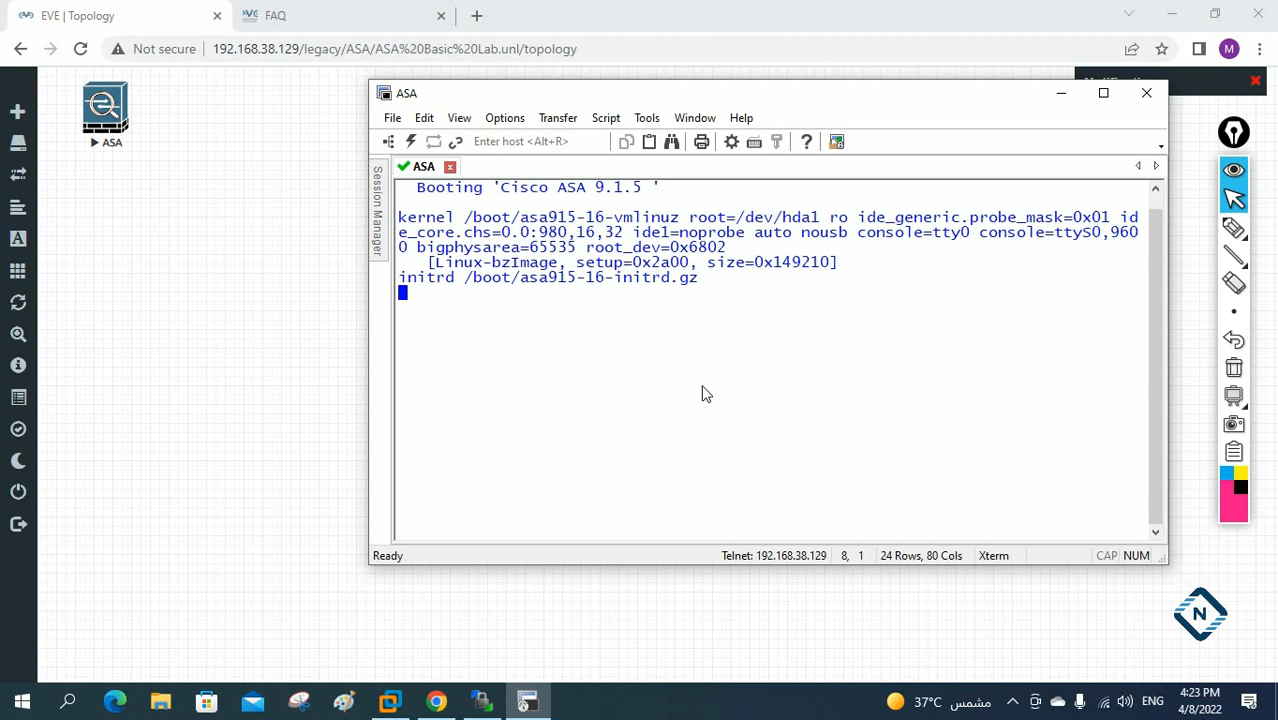 EVE | Topology
FAQ
Not secure
192.168.38.129/legacy/ASA/ASA%20Basic%20Lab.unl/topology
M
ASA
ASA
File Edit View Options Transfer Script Tools Window Help
Enter host <Alt+R>
ASA
Session Manager
Booting 'Cisco ASA 9.1.5 '
kernel /boot/asa915-16-vmlinuz root=/dev/hda1 ro ide_generic.probe_mask=0x01 id
e_core.chs=0.0:980,16,32 ide1=noprobe auto nousb console=tty0 console=ttyS0,960
0 bigphysarea=65535 root_dev=0x6802
[Linux-bzImage, setup=0x2a00, size=0x149210]
initrd /boot/asa915-16-initrd.gz
Ready
Telnet: 192.168.38.129
8, 1
24 Rows, 80 Cols
Xterm
CAP NUM
N
37°C مشمس
ENG
4:23 PM
4/8/2022